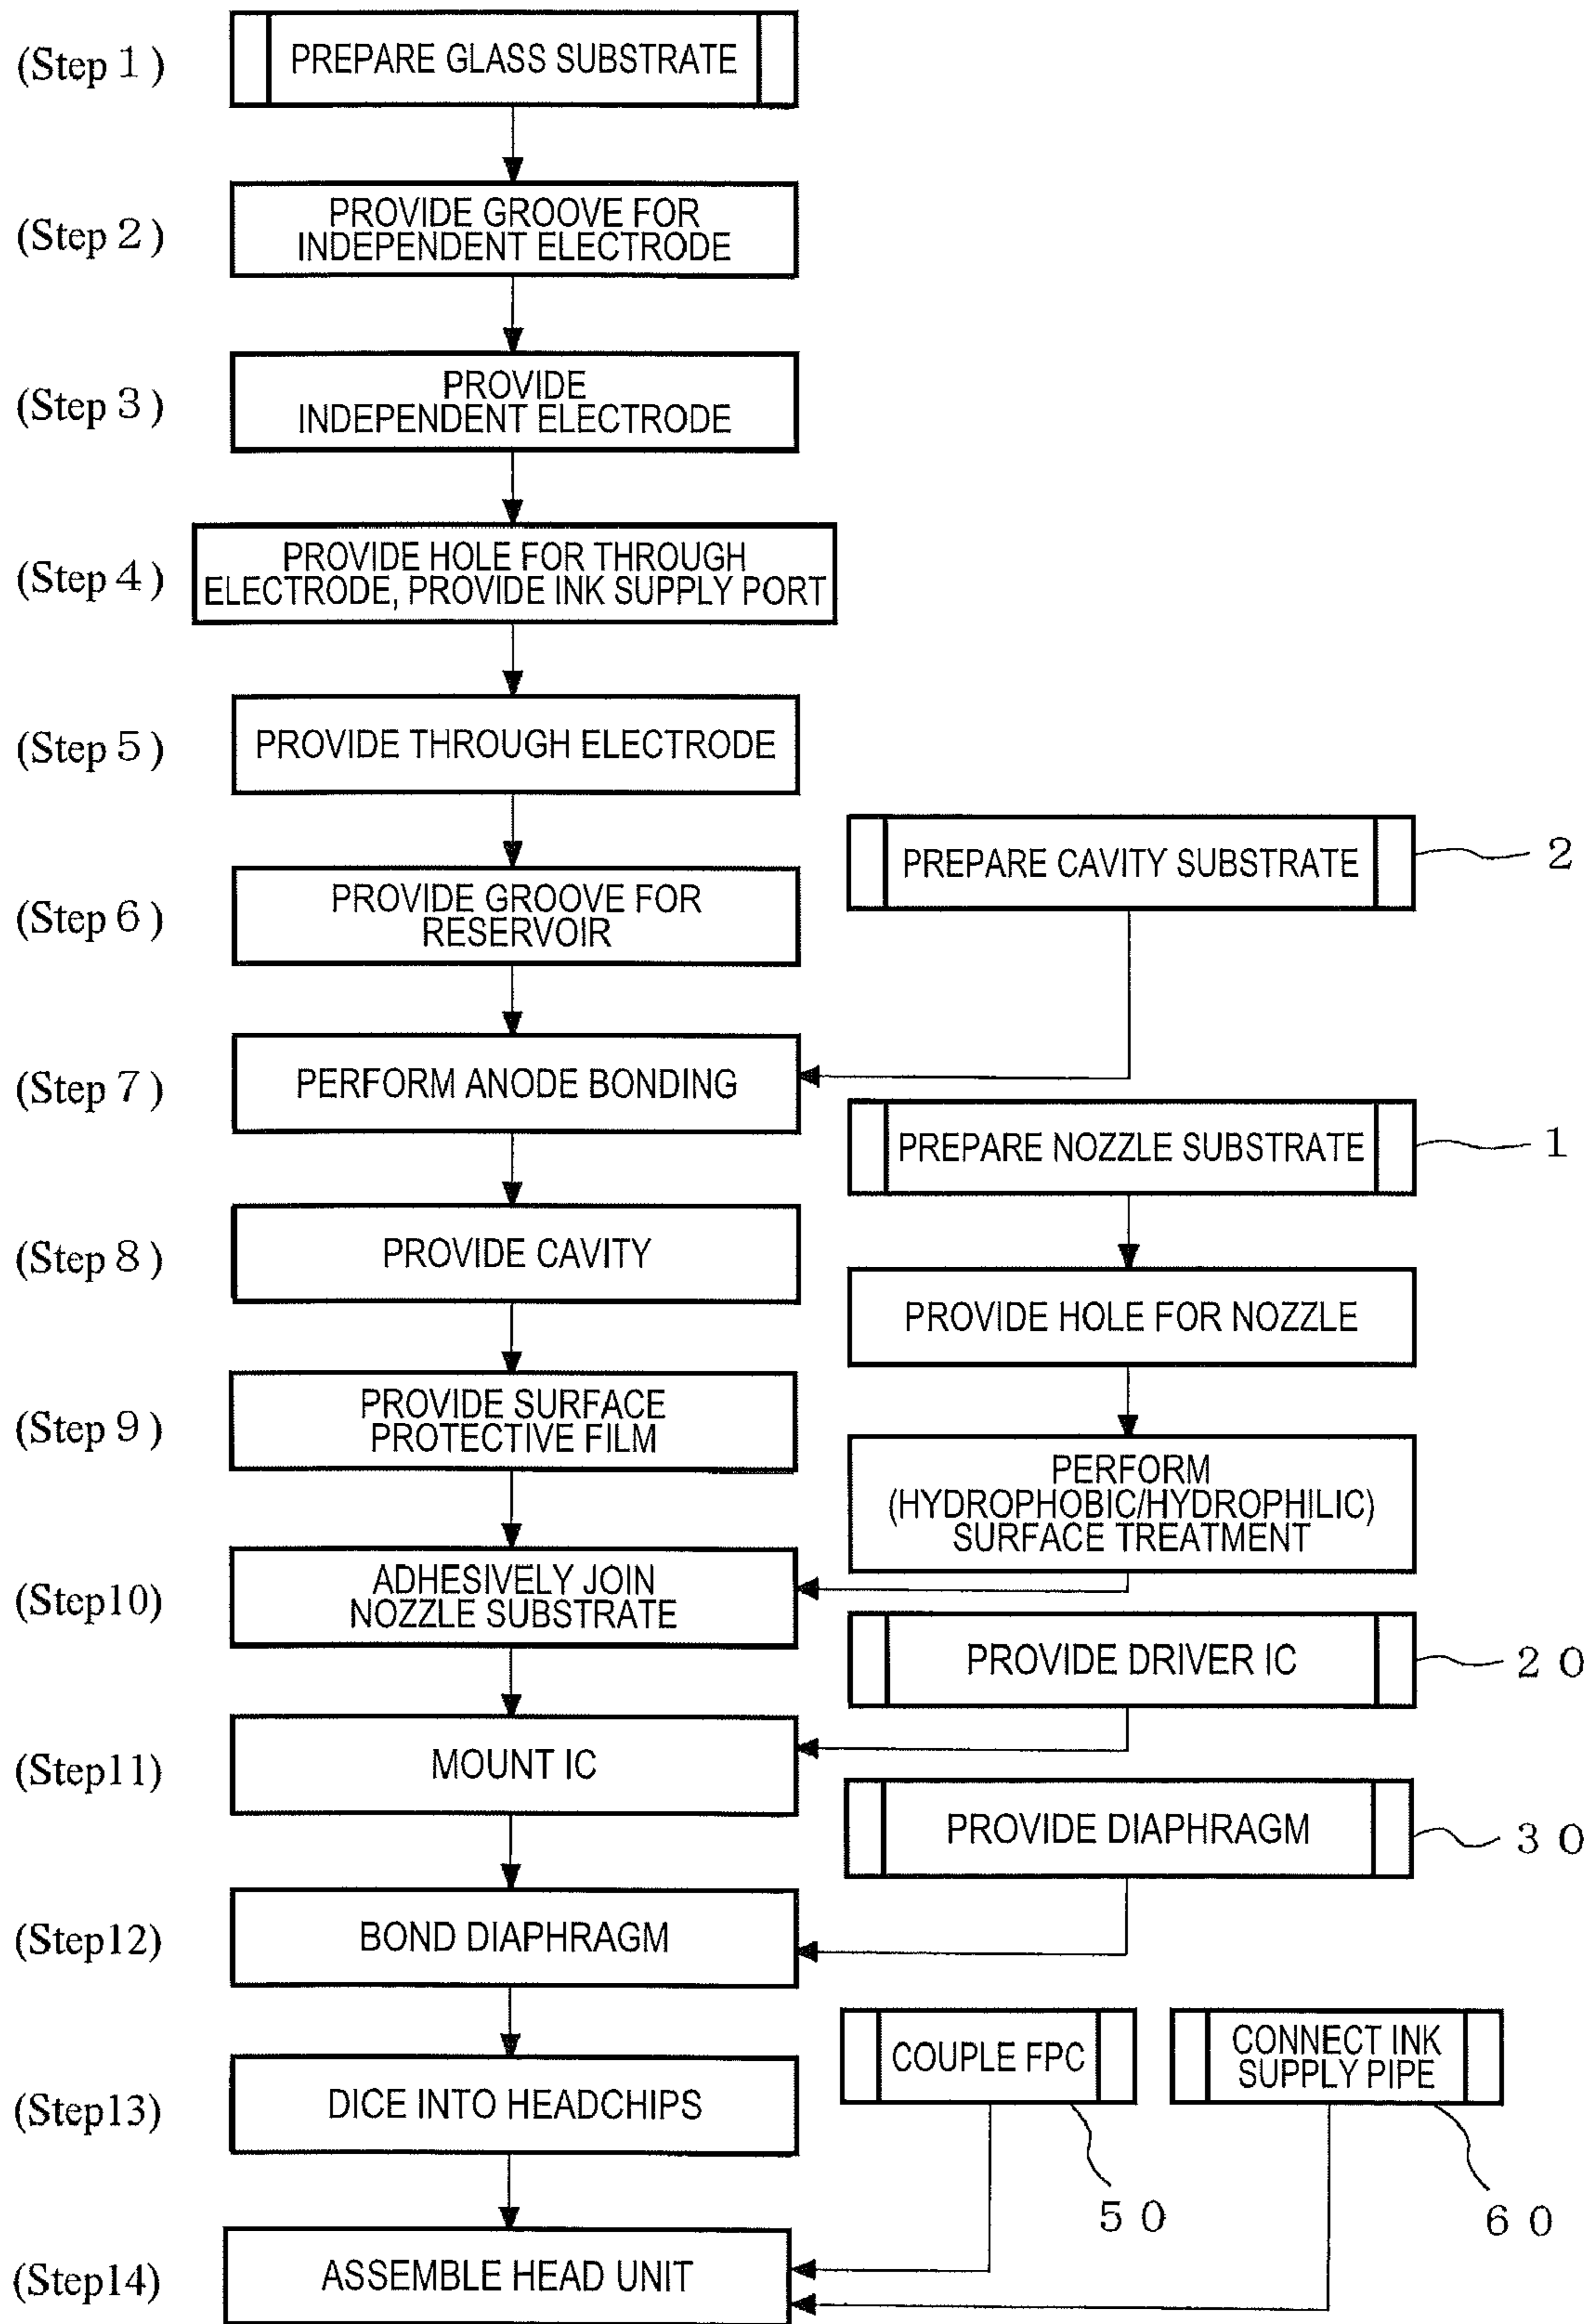 (Step 1)
PREPARE GLASS SUBSTRATE
(Step 2)
PROVIDE GROOVE FOR
INDEPENDENT ELECTRODE
(Step 3)
PROVIDE
INDEPENDENT ELECTRODE
(Step 4)
PROVIDE HOLE FOR THROUGH
ELECTRODE, PROVIDE INK SUPPLY PORT
(Step 5)
PROVIDE THROUGH ELECTRODE
PREPARE CAVITY SUBSTRATE
2
(Step 6)
PROVIDE GROOVE FOR
RESERVOIR
(Step 7)
PERFORM ANODE BONDING
PREPARE NOZZLE SUBSTRATE
1
(Step 8)
PROVIDE CAVITY
PROVIDE HOLE FOR NOZZLE
(Step 9)
PROVIDE SURFACE
PROTECTIVE FILM
PERFORM
(HYDROPHOBIC/HYDROPHILIC)
SURFACE TREATMENT
(Step10)
ADHESIVELY JOIN
NOZZLE SUBSTRATE
PROVIDE DRIVER IC
20
(Step11)
MOUNT IC
PROVIDE DIAPHRAGM
30
(Step12)
BOND DIAPHRAGM
COUPLE FPC
50
CONNECT INK
SUPPLY PIPE
60
(Step13)
DICE INTO HEADCHIPS
(Step14)
ASSEMBLE HEAD UNIT